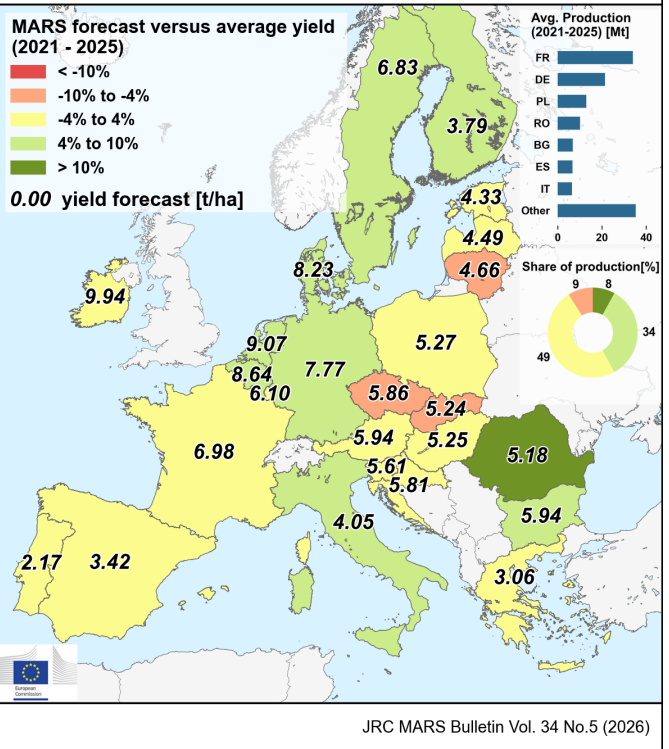 MARS forecast versus average yield
(2021 - 2025)
< -10%
-10% to -4%
-4% to 4%
4% to 10%
> 10%
0.00 yield forecast [t/ha]
Avg. Production
(2021-2025) [Mt]
FR
DE
PL
RO
BG
ES
IT
Other
0 20 40
Share of production[%]
9 8
34
49
6.83
3.79
4.33
4.49
4.66
8.23
9.94
9.07
8.64
6.10
7.77
5.27
5.86
5.24
6.98
5.94
5.25
5.61
5.81
5.18
5.94
4.05
2.17
3.42
3.06
European
Commission
JRC MARS Bulletin Vol. 34 No.5 (2026)